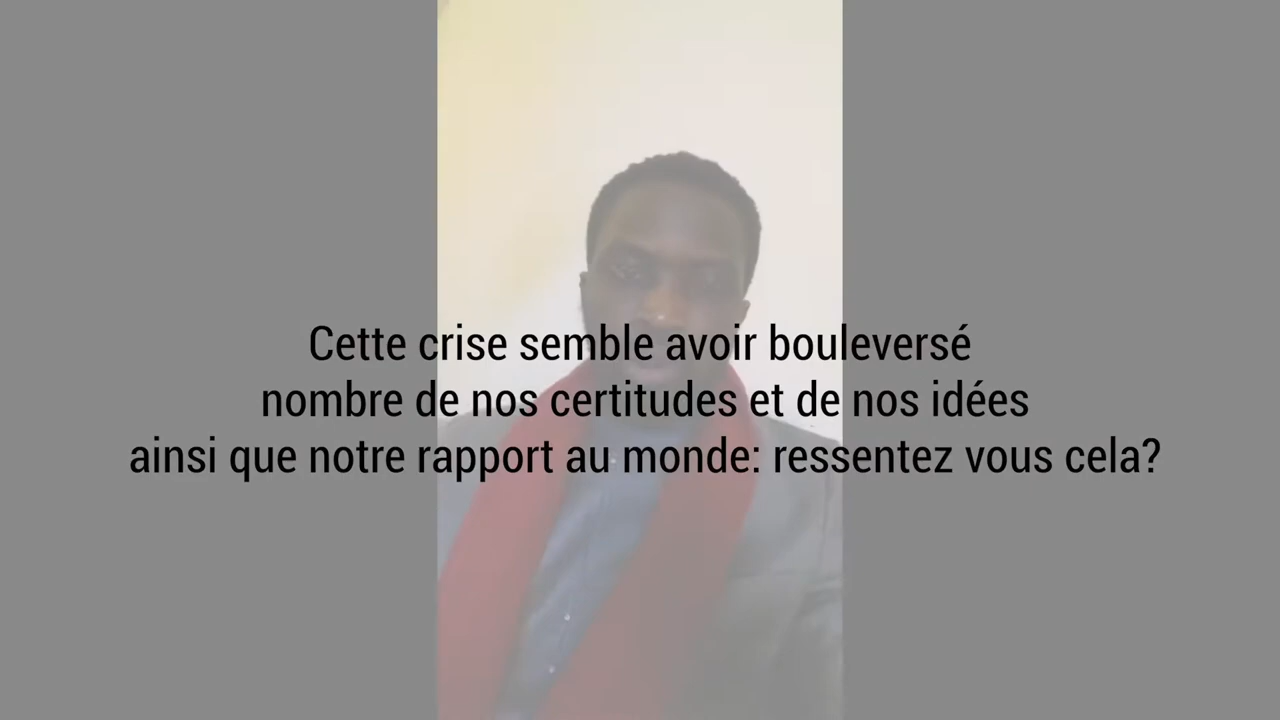 Cette crise semble avoir bouleversé
nombre de nos certitudes et de nos idées
ainsi que notre rapport au monde: ressentez vous cela?